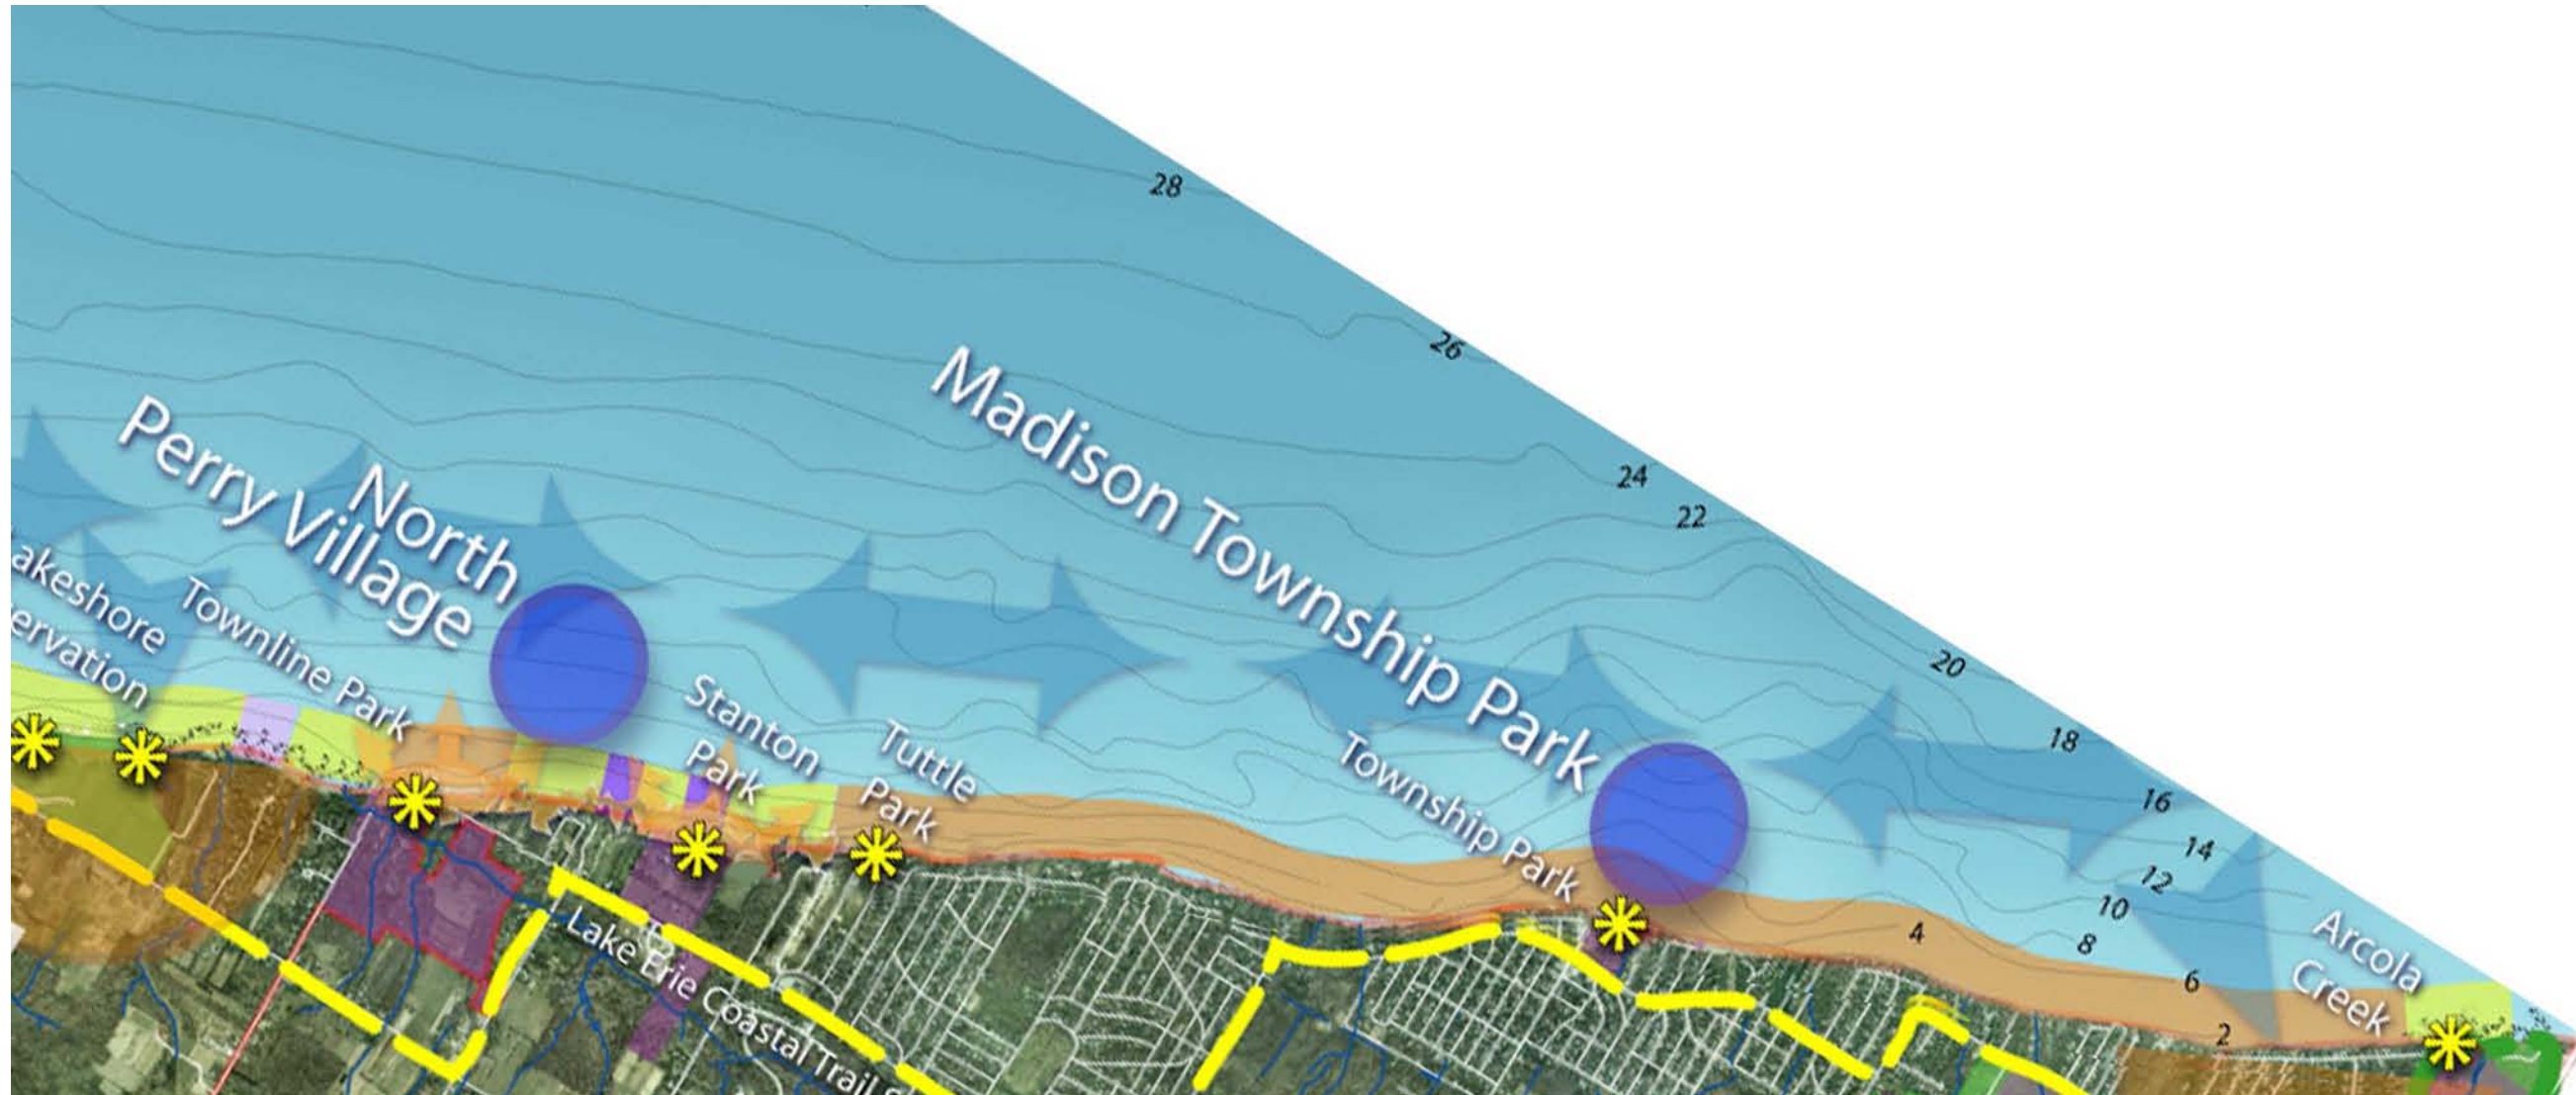 28
26
24
22
20
18
16
14
12
10
8
6
4
2
Madison Township Park
North
Perry Village
akeshore
ervation
Townline Park
Stanton
Park
Tuttle
Park
Township Park
Arcola
Creek
Lake Erie Coastal Trail